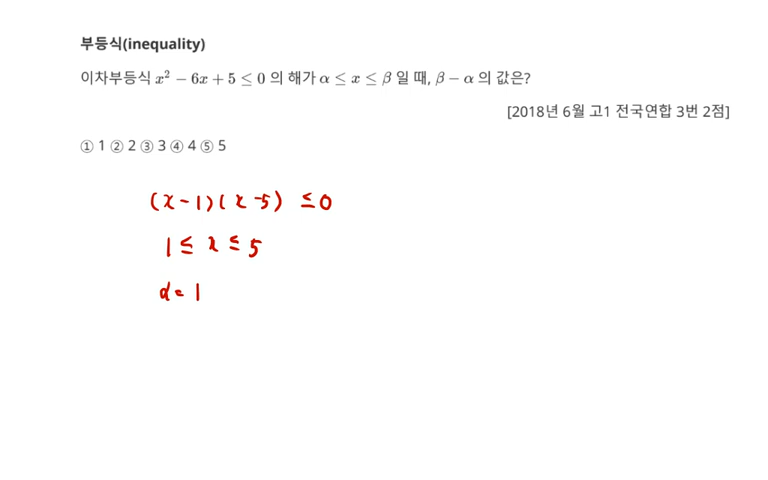 부등식(inequality)
이차부등식 x² − 6x + 5 ≤ 0 의 해가 α ≤ x ≤ β 일 때, β − α 의 값은?
[2018년 6월 고1 전국연합 3번 2점]
① 1 ② 2 ③ 3 ④ 4 ⑤ 5
(x-1)(x-5) ≤0
1 ≤ x ≤ 5
α= 1